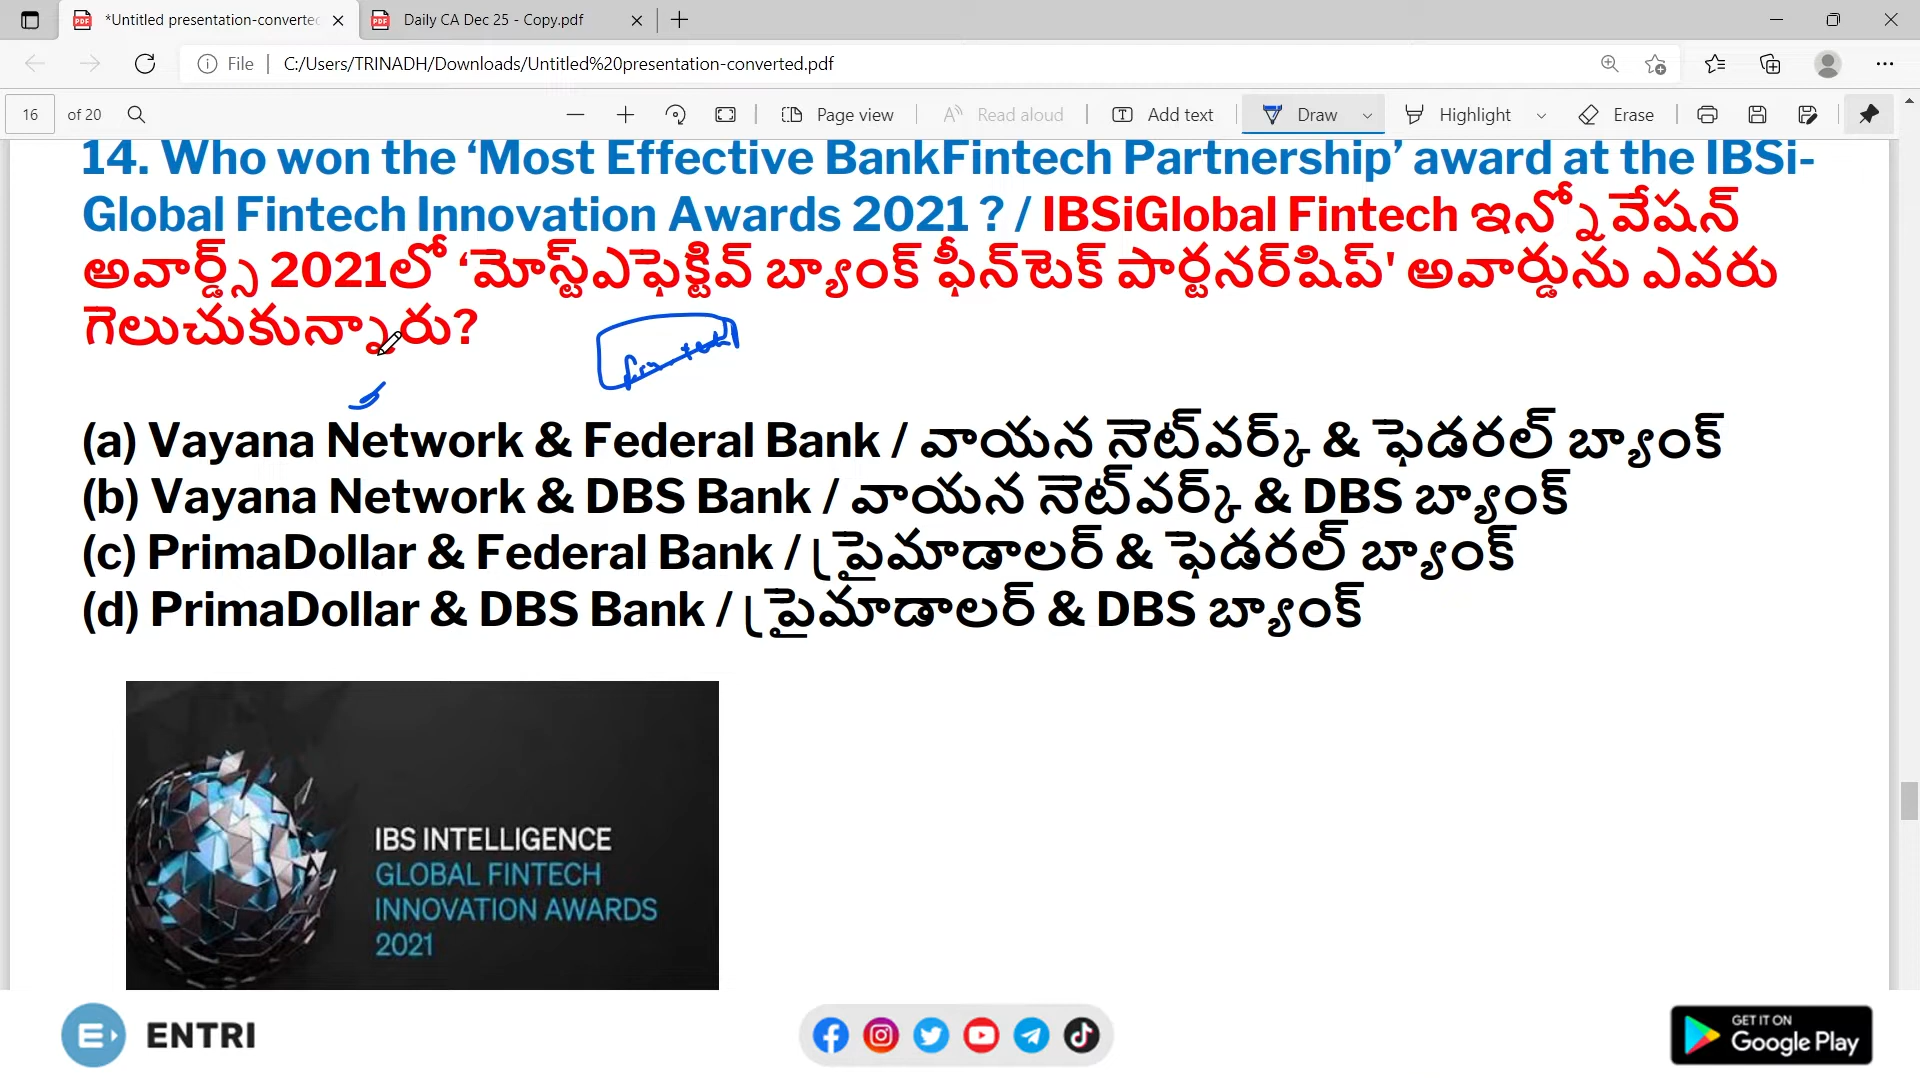 *Untitled presentation-converted
Daily CA Dec 25 - Copy.pdf
File
C:/Users/TRINADH/Downloads/Untitled%20presentation-converted.pdf
16 of 20
Page view
Read aloud
Add text
Draw
Highlight
Erase
14. Who won the ‘Most Effective BankFintech Partnership’ award at the IBSi-
Global Fintech Innovation Awards 2021 ? / IBSiGlobal Fintech ఇన్నోవేషన్
అవార్డ్స్ 2021లో ‘మోస్ట్ఎఫెక్టివ్ బ్యాంక్ ఫీన్‌టెక్ పార్టనర్‌షిప్' అవార్డును ఎవరు
గెలుచుకున్నారు?
(a) Vayana Network & Federal Bank / వాయన నెట్‌వర్క్ & ఫెడరల్ బ్యాంక్
(b) Vayana Network & DBS Bank / వాయన నెట్‌వర్క్ & DBS బ్యాంక్
(c) PrimaDollar & Federal Bank / ప్రైమాడాలర్ & ఫెడరల్ బ్యాంక్
(d) PrimaDollar & DBS Bank / ప్రైమాడాలర్ & DBS బ్యాంక్
IBS INTELLIGENCE
GLOBAL FINTECH
INNOVATION AWARDS
2021
E ENTRI
GET IT ON
Google Play